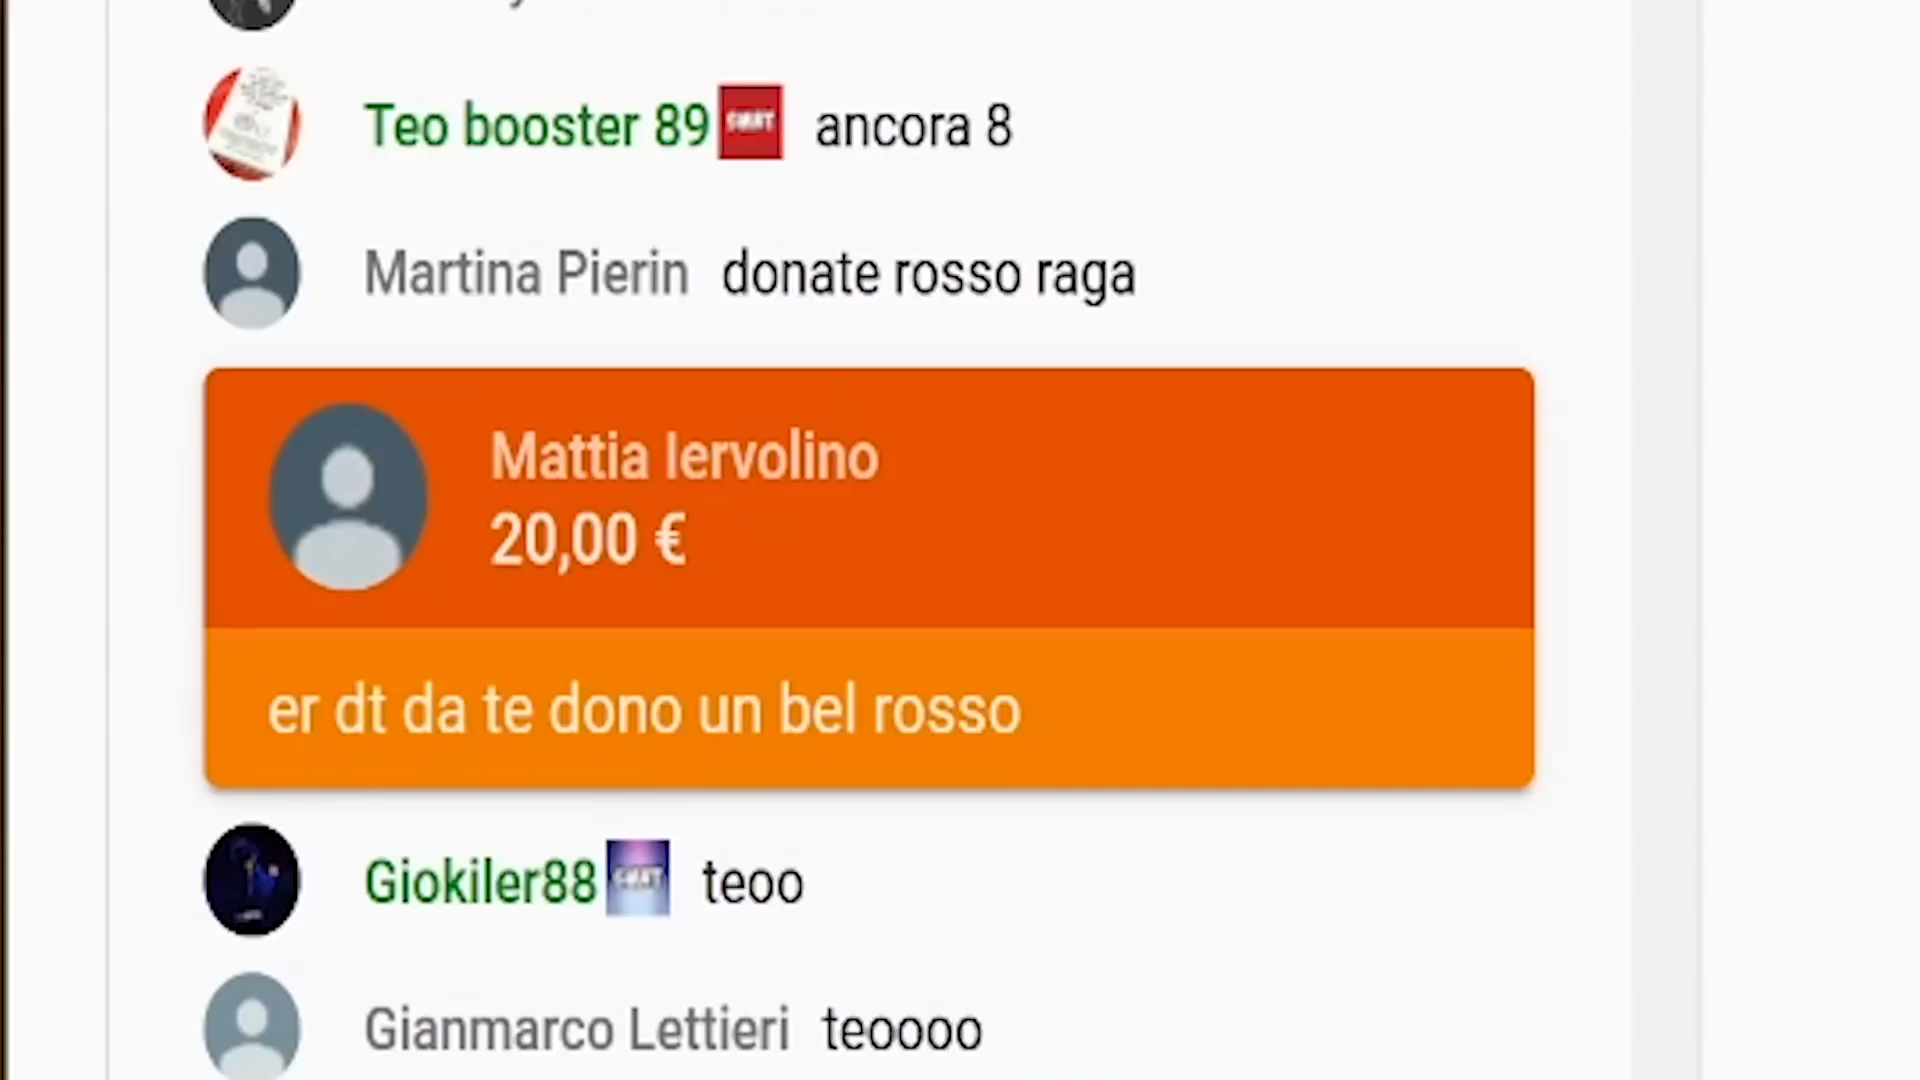 Teo booster 89 ancora 8
Martina Pierin donate rosso raga
Mattia Iervolino
20,00 €
er dt da te dono un bel rosso
Giokiler88 teoo
Gianmarco Lettieri teoooo